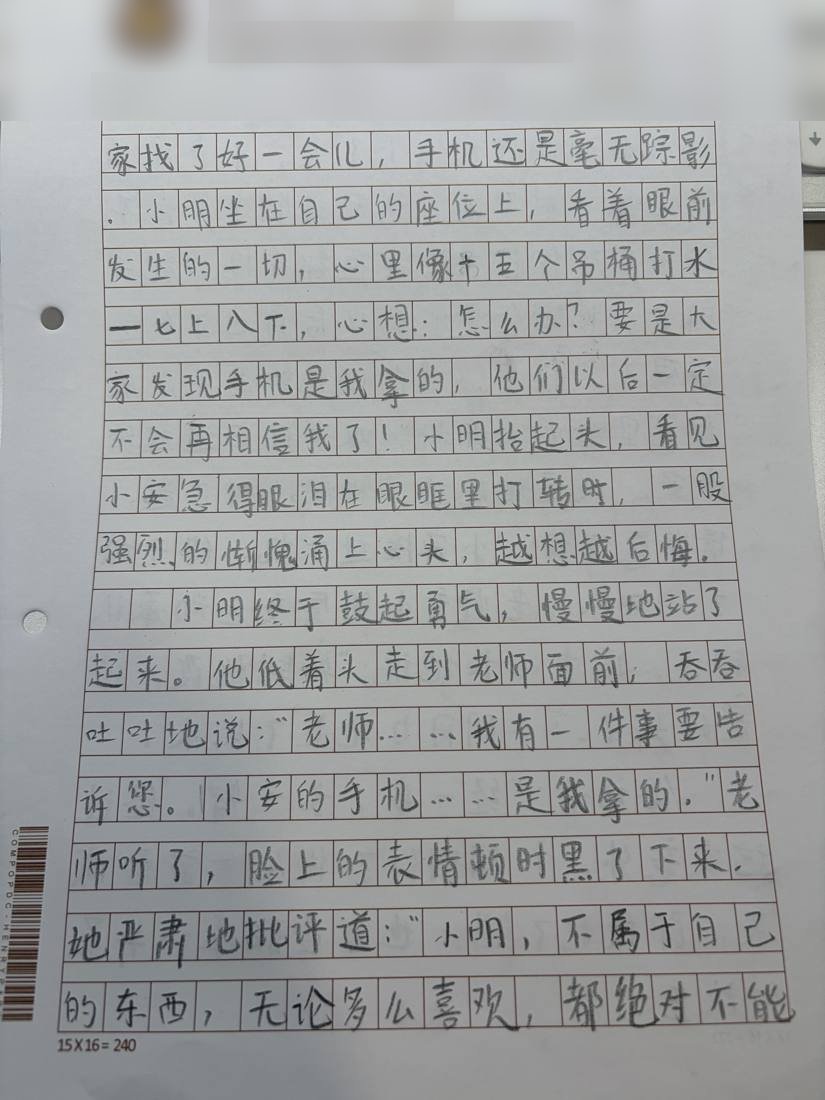 家找了好一会儿，手机还是毫无踪影
。小明坐在自己的座位上，看着眼前
发生的一切，心里像十五个吊桶打水
一七上八下，心想：怎么办？要是大
家发现手机是我拿的，他们以后一定
不会再相信我了！小明抬起头，看见
小安急得眼泪在眼眶里打转时，一股
强烈的惭愧涌上心头，越想越后悔。
小明终于鼓起勇气，慢慢地站了
起来。他低着头走到老师面前，吞吞
吐吐地说：“老师……我有一件事要告
诉您。小安的手机……是我拿的。”老
师听了，脸上的表情顿时黑了下来。
她严肃地批评道：“小明，不属于自己
的东西，无论多么喜欢，都绝对不能
15X16=240
COMPOPDC-HENRYP